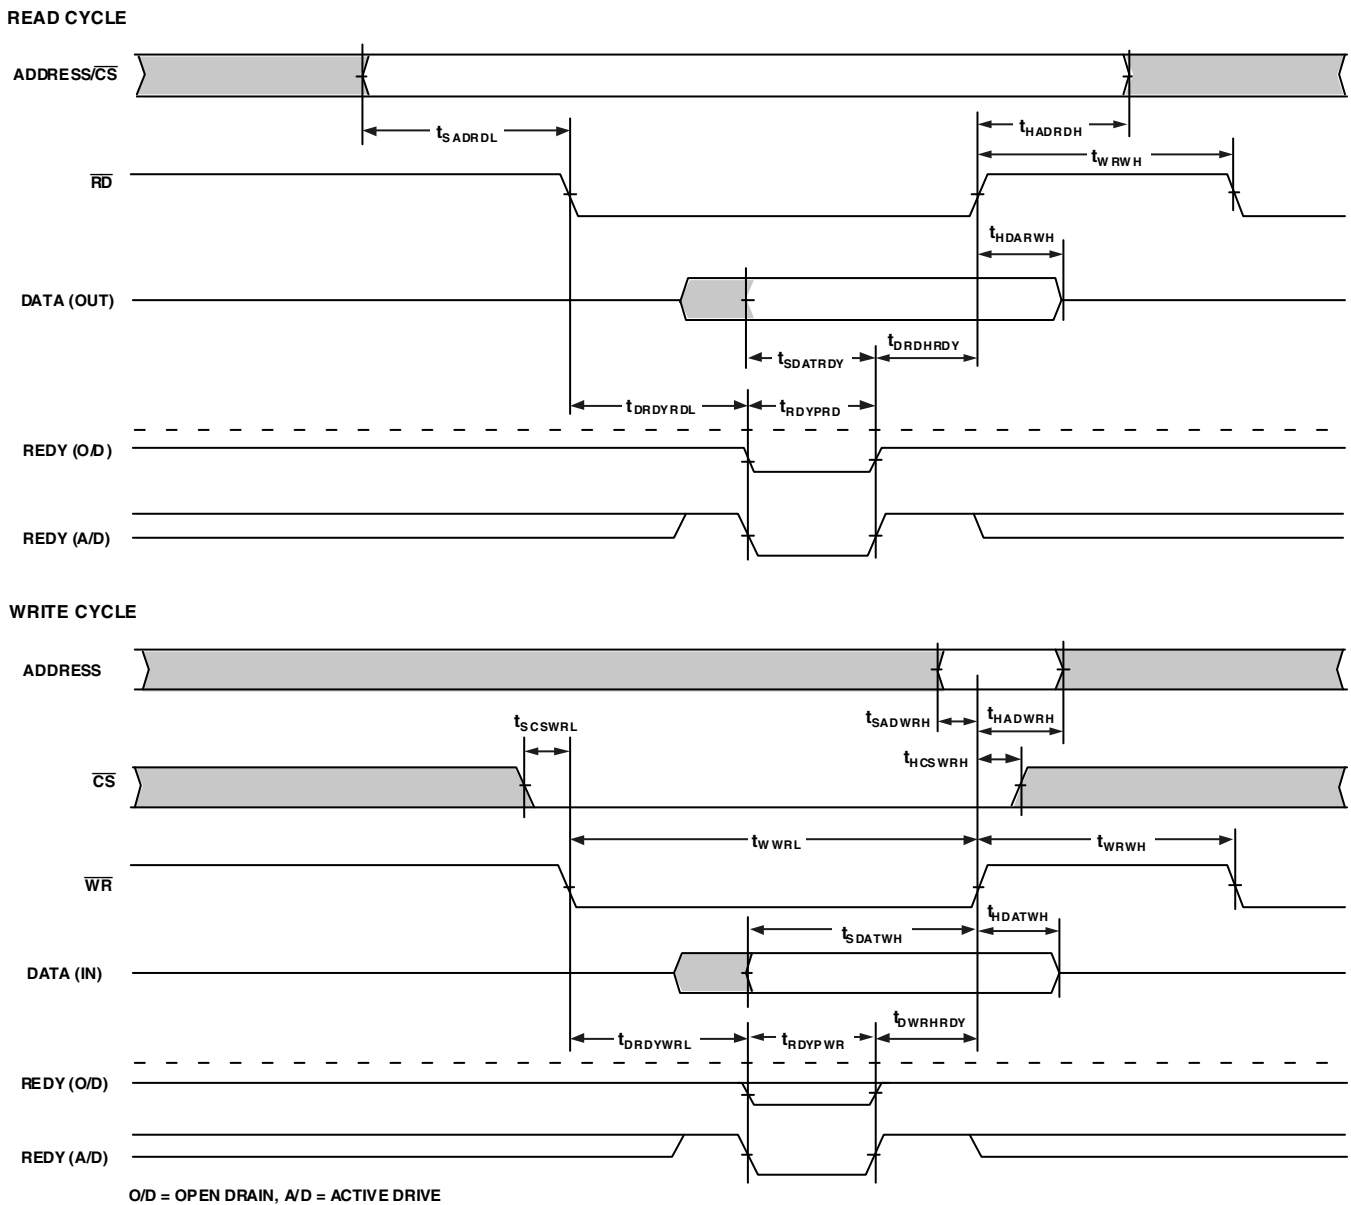 READ CYCLE
ADDRESS/CS
tSADRDL
tHADRDH
tWRWH
RD
tHDARWH
DATA (OUT)
tSDATRDY
tDRDHRDY
tDRDYRDL
tRDYPRD
REDY (O/D)
REDY (A/D)
WRITE CYCLE
ADDRESS
tSCSWRL
tSADWRH
tHADWRH
tHCSWRH
CS
tWWRL
tWRWH
WR
tHDATWH
tSDATWH
DATA (IN)
tDWRHRDY
tDRDYWRL
tRDYPWR
REDY (O/D)
REDY (A/D)
O/D = OPEN DRAIN, A/D = ACTIVE DRIVE